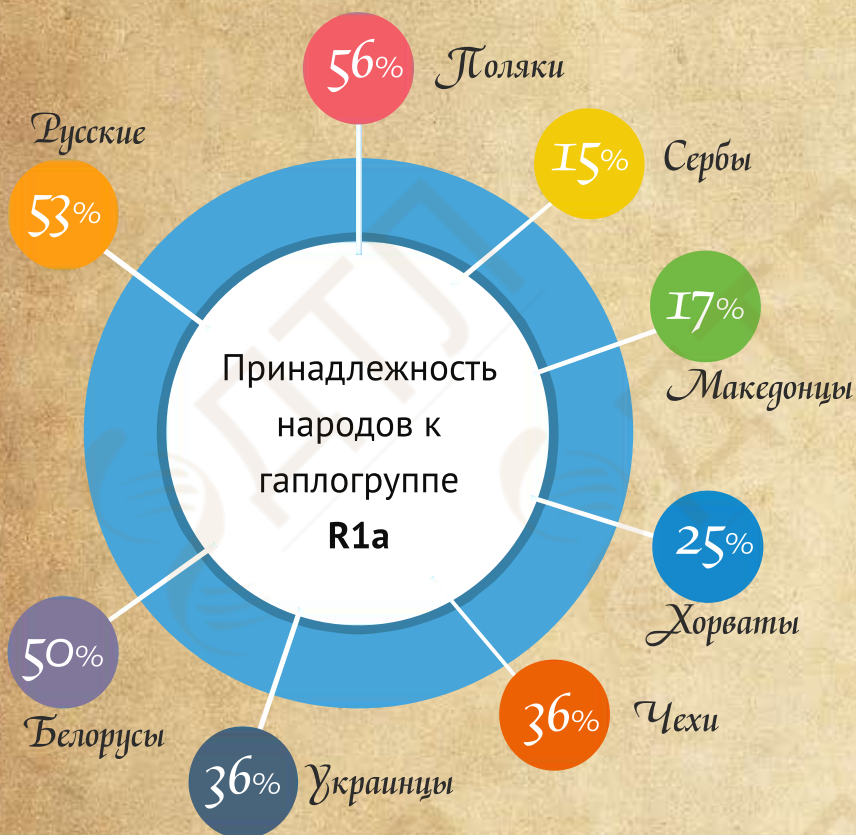 56% Поляки
Русские
53%
15% Сербы
17%
Македонцы
Принадлежность
народов к
гаплогруппе
R1a
25%
Хорваты
50%
Белорусы
36% Чехи
36% Украинцы
ДТЛ